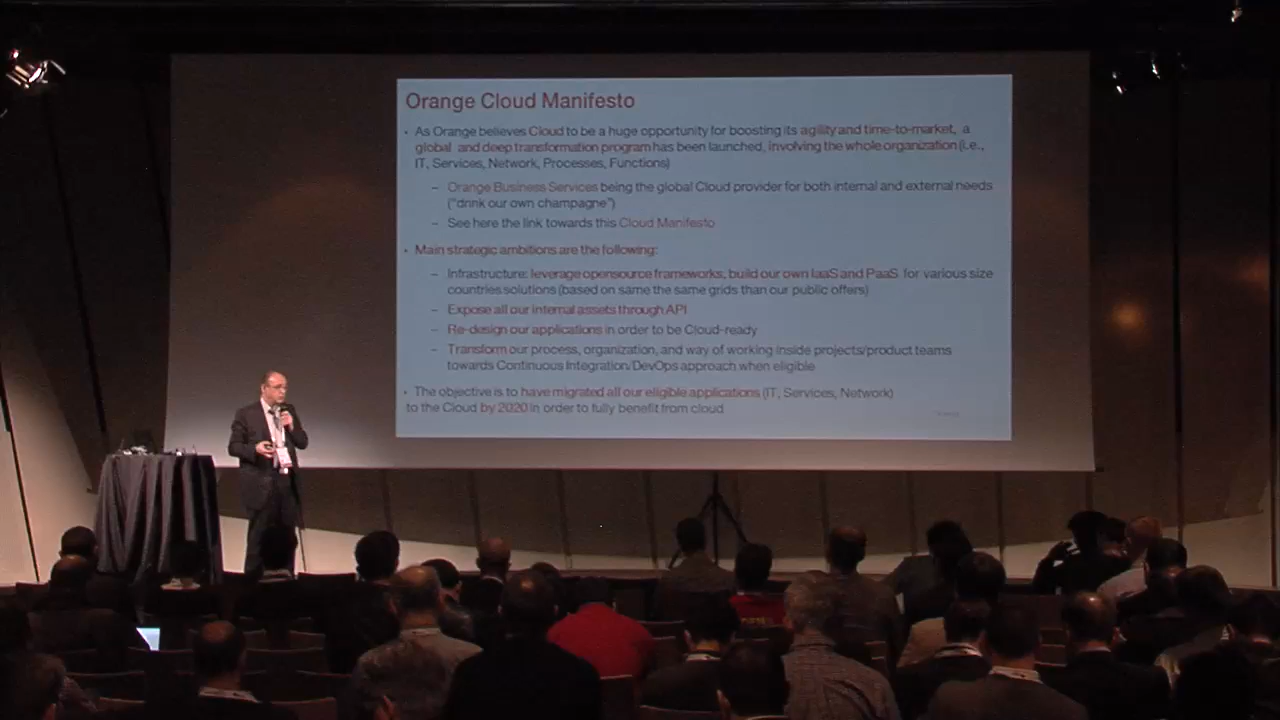 Orange Cloud Manifesto
• As Orange believes Cloud to be a huge opportunity for boosting its agility and time-to-market, a
global and deep transformation program has been launched, involving the whole organization (i.e.,
IT, Services, Network, Processes, Functions)
– Orange Business Services being the global Cloud provider for both internal and external needs
("drink our own champagne")
– See here the link towards this Cloud Manifesto
• Main strategic ambitions are the following:
– Infrastructure: leverage opensource frameworks, build our own IaaS and PaaS for various size
countries solutions (based on same the same grids than our public offers)
– Expose all our internal assets through API
– Re-design our applications in order to be Cloud-ready
– Transform our process, organization, and way of working inside projects/product teams
towards Continuous Integration/DevOps approach when eligible
• The objective is to have migrated all our eligible applications (IT, Services, Network)
to the Cloud by 2020 in order to fully benefit from cloud